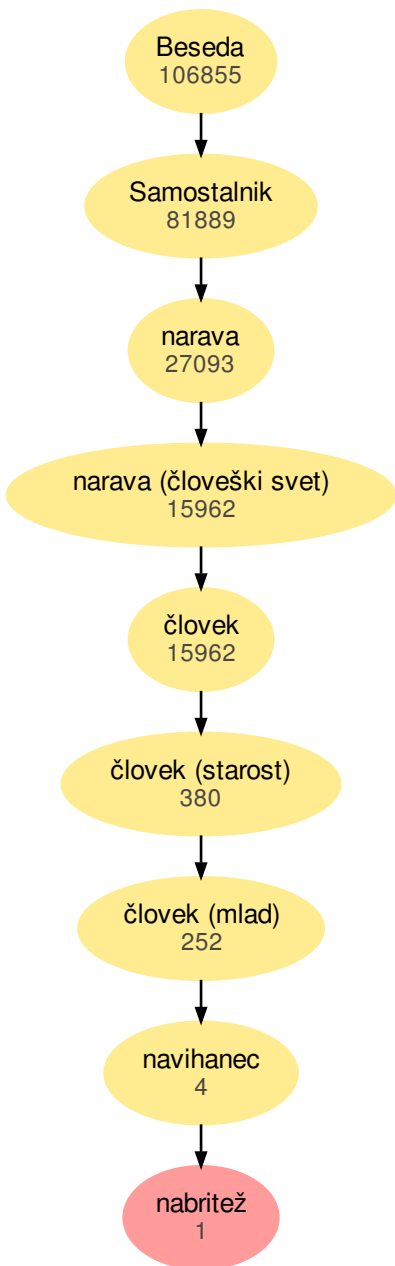 Beseda
106855
Samostalnik
81889
narava
27093
narava (človeški svet)
15962
človek
15962
človek (starost)
380
človek (mlad)
252
navihanec
4
nabritež
1